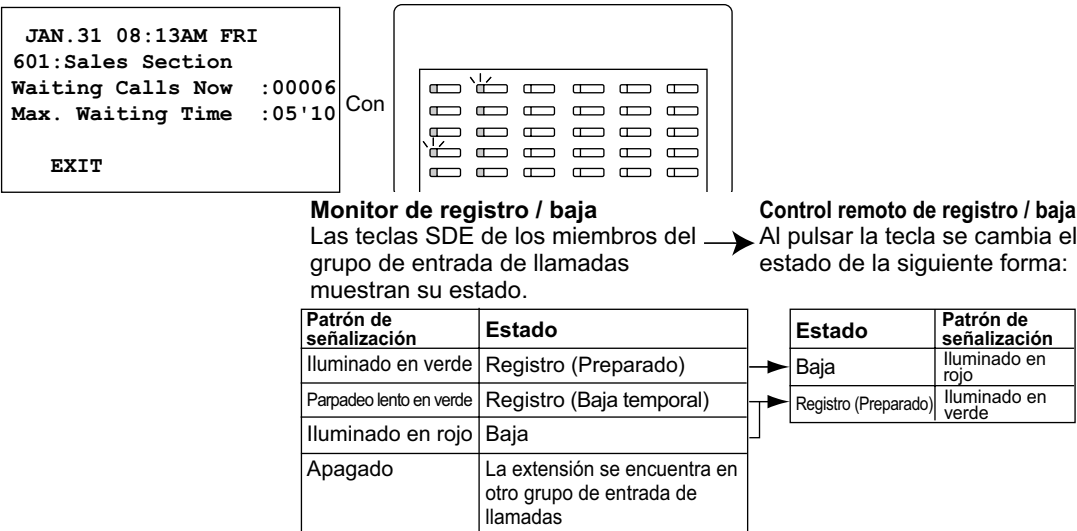 JAN.31 08:13AM FRI
601:Sales Section
Waiting Calls Now :00006
Max. Waiting Time :05'10
EXIT
Con
Monitor de registro / baja
Las teclas SDE de los miembros del
grupo de entrada de llamadas
muestran su estado.
Control remoto de registro / baja
Al pulsar la tecla se cambia el
estado de la siguiente forma:
Patrón de
señalización
Estado
Iluminado en verde
Registro (Preparado)
Parpadeo lento en verde
Registro (Baja temporal)
Iluminado en rojo
Baja
Apagado
La extensión se encuentra en
otro grupo de entrada de
llamadas
Estado
Patrón de
señalización
Baja
Iluminado en
rojo
Registro (Preparado)
Iluminado en
verde